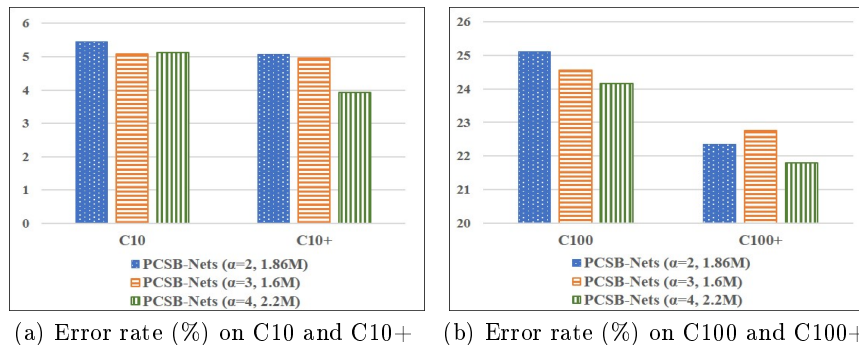 6
5
4
3
2
1
0
C10 C10+
PCSB-Nets (α=2, 1.86M)
PCSB-Nets (α=3, 1.6M)
PCSB-Nets (α=4, 2.2M)
(a) Error rate (%) on C10 and C10+
26
25
24
23
22
21
20
C100 C100+
PCSB-Nets (α=2, 1.86M)
PCSB-Nets (α=3, 1.6M)
PCSB-Nets (α=4, 2.2M)
(b) Error rate (%) on C100 and C100+